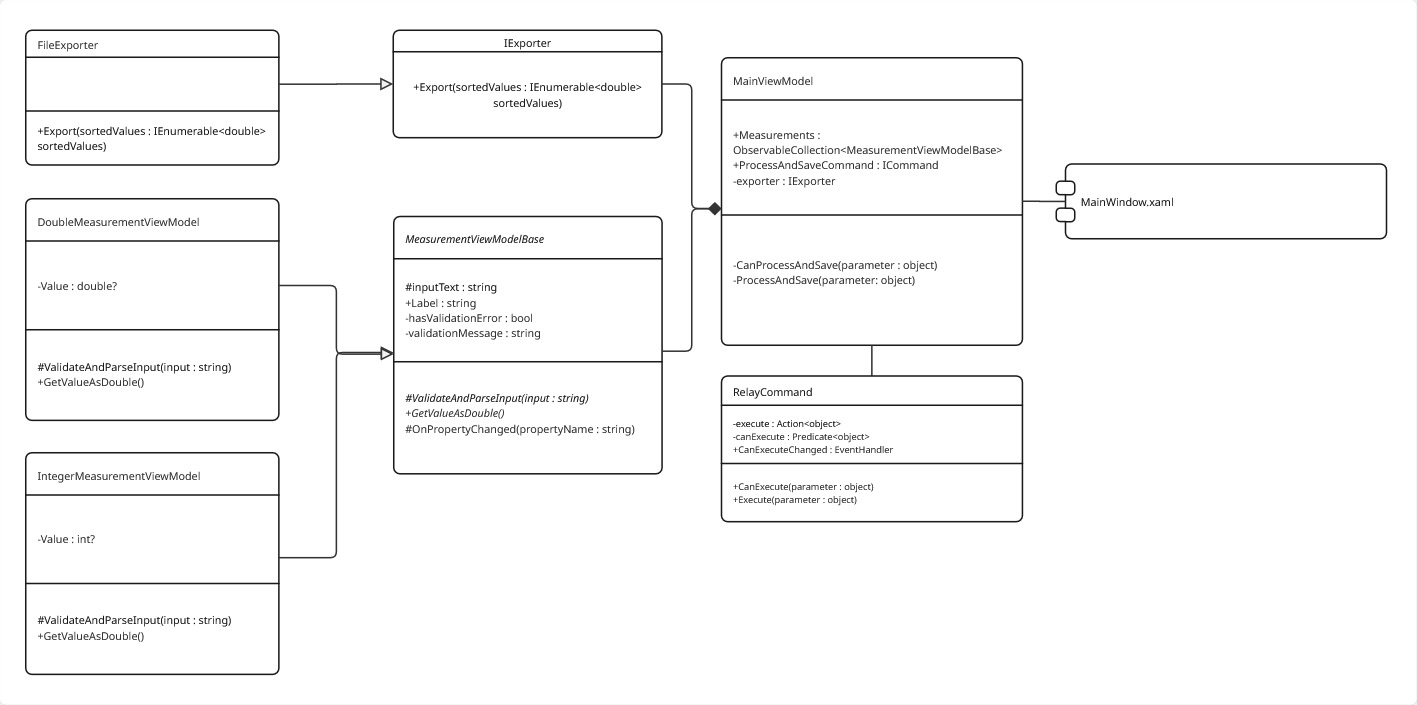 FileExporter
+Export(sortedValues : IEnumerable<double>
sortedValues)
IExporter
+Export(sortedValues : IEnumerable<double>
sortedValues)
DoubleMeasurementViewModel
-Value : double?
#ValidateAndParseInput(input : string)
+GetValueAsDouble()
IntegerMeasurementViewModel
-Value : int?
#ValidateAndParseInput(input : string)
+GetValueAsDouble()
MeasurementViewModelBase
#inputText : string
+Label : string
-hasValidationError : bool
-validationMessage : string
#ValidateAndParseInput(input : string)
+GetValueAsDouble()
#OnPropertyChanged(propertyName : string)
MainViewModel
+Measurements :
ObservableCollection<MeasurementViewModelBase>
+ProcessAndSaveCommand : ICommand
-exporter : IExporter
-CanProcessAndSave(parameter : object)
-ProcessAndSave(parameter: object)
RelayCommand
-execute : Action<object>
-canExecute : Predicate<object>
+CanExecuteChanged : EventHandler
+CanExecute(parameter : object)
+Execute(parameter : object)
MainWindow.xaml